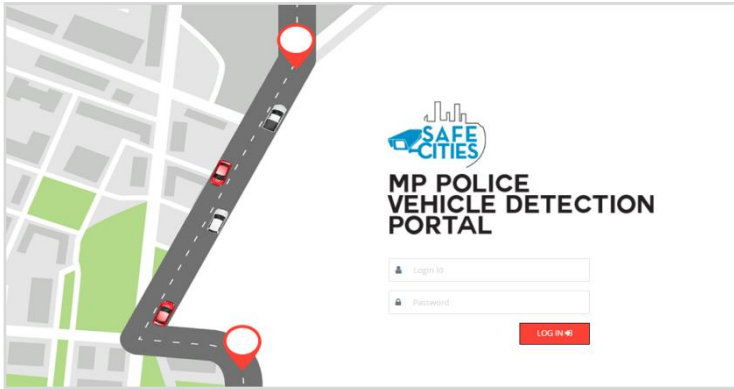 SAFE
CITIES
MP POLICE
VEHICLE DETECTION
PORTAL
Login Id
Password
LOG IN